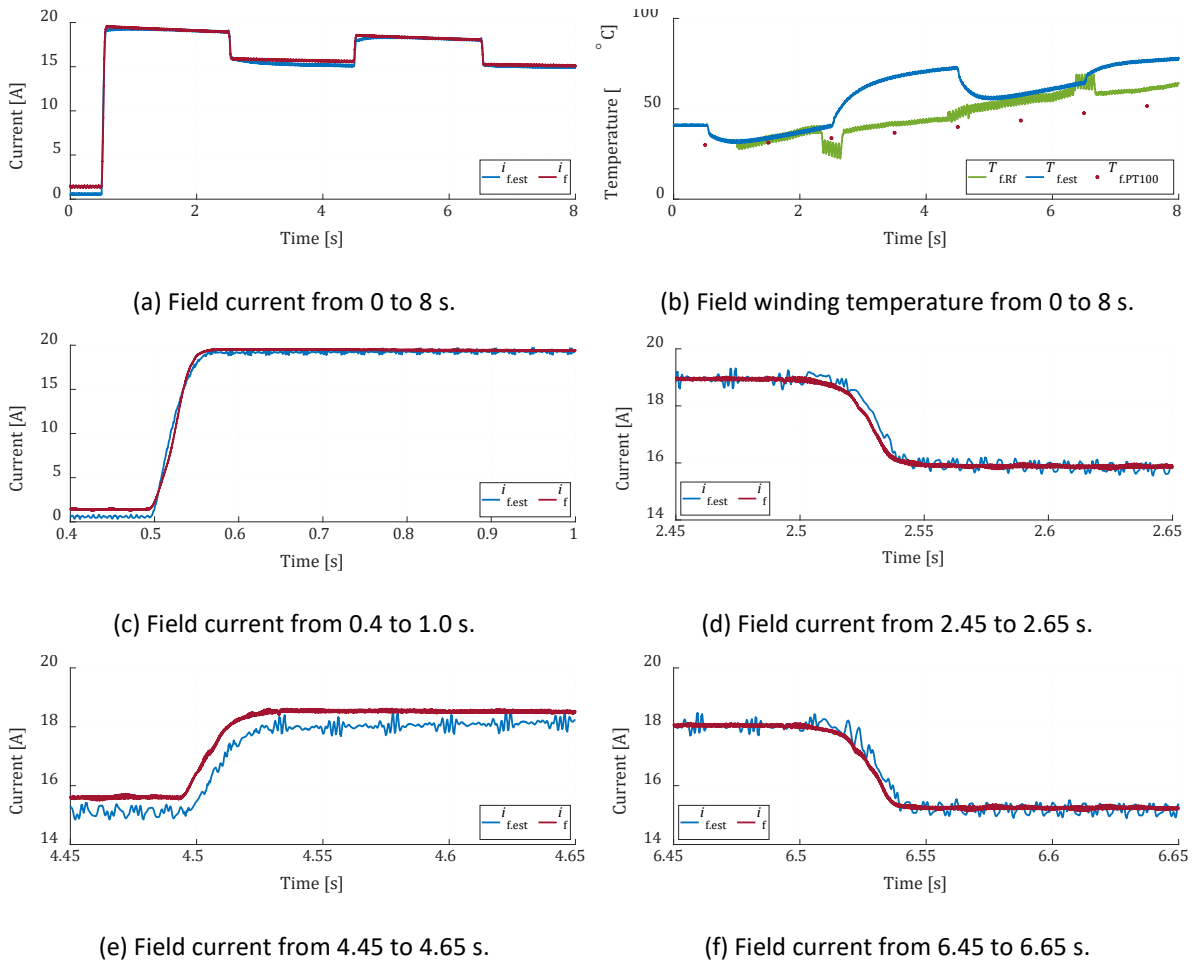 20
15
10
5
0
Current [A]
0 2 4 6 8
Time [s]
i f.est i f
(a) Field current from 0 to 8 s.
100
50
0
Temperature [ °C]
0 2 4 6 8
Time [s]
T f.Rf T f.est T f.PT100
(b) Field winding temperature from 0 to 8 s.
20
15
10
5
0
Current [A]
0.4 0.5 0.6 0.7 0.8 0.9 1
Time [s]
i f.est i f
(c) Field current from 0.4 to 1.0 s.
20
18
16
14
Current [A]
2.45 2.5 2.55 2.6 2.65
Time [s]
i f.est i f
(d) Field current from 2.45 to 2.65 s.
20
18
16
14
Current [A]
4.45 4.5 4.55 4.6 4.65
Time [s]
i f.est i f
(e) Field current from 4.45 to 4.65 s.
20
18
16
14
Current [A]
6.45 6.5 6.55 6.6 6.65
Time [s]
i f.est i f
(f) Field current from 6.45 to 6.65 s.